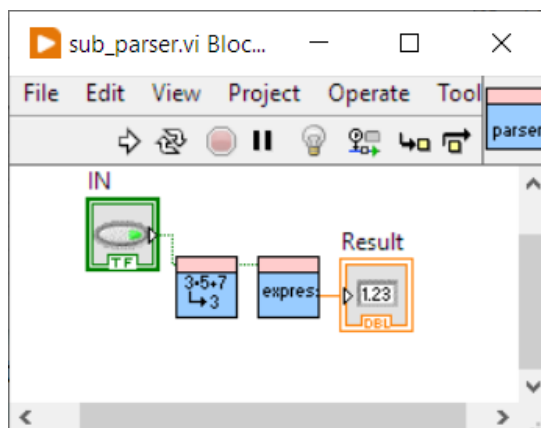 sub_parser.vi Bloc...
File Edit View Project Operate Tool
parser
IN
TF
3•5+7
↳3
expres
Result
1.23
DBL